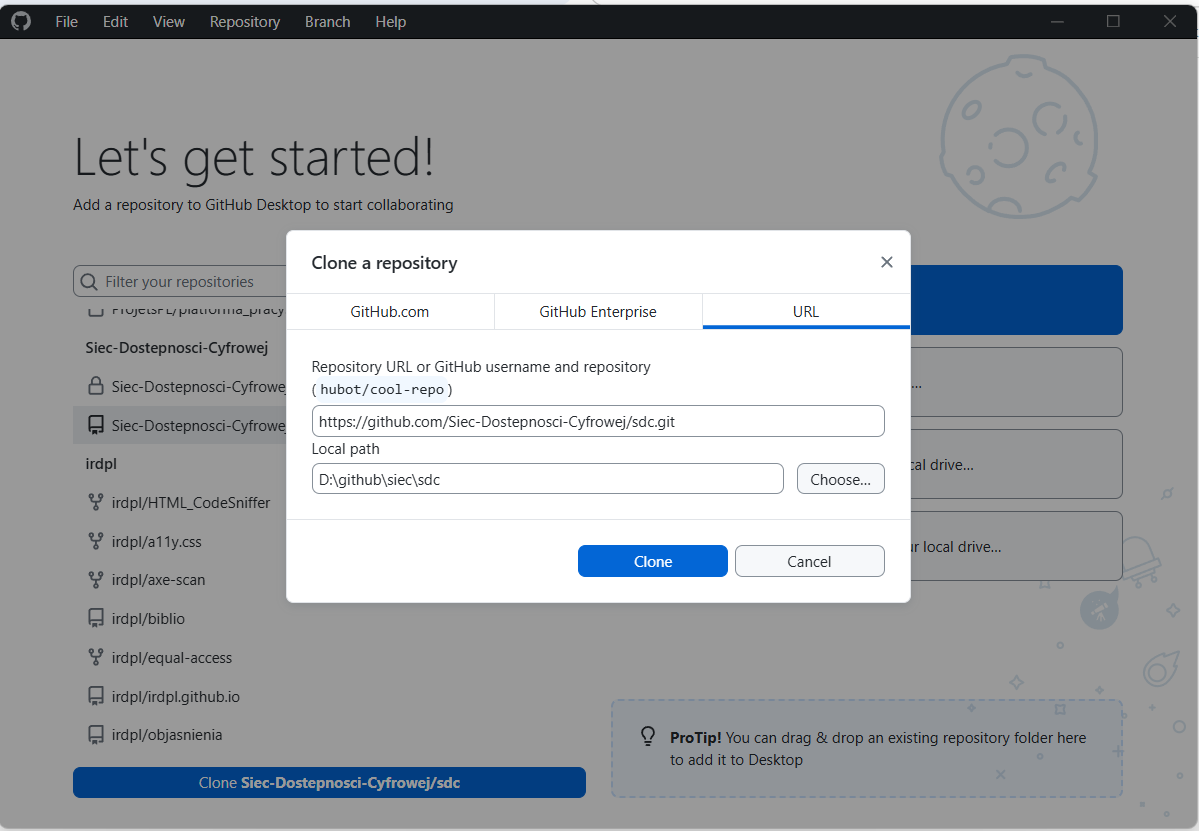 File Edit View Repository Branch Help
Let's get started!
Add a repository to GitHub Desktop to start collaborating
Filter your repositories
ProjetsPL/platforma_pracy
Siec-Dostepnosci-Cyfrowej
Siec-Dostepnosci-Cyfrowe
Siec-Dostepnosci-Cyfrowe
irdpl
irdpl/HTML_CodeSniffer
irdpl/a11y.css
irdpl/axe-scan
irdpl/biblio
irdpl/equal-access
irdpl/irdpl.github.io
irdpl/objasnienia
Clone Siec-Dostepnosci-Cyfrowej/sdc
Clone a repository
GitHub.com GitHub Enterprise URL
Repository URL or GitHub username and repository
(hubot/cool-repo)
https://github.com/Siec-Dostepnosci-Cyfrowej/sdc.git
Local path
D:\github\siec\sdc
Choose...
Clone Cancel
...
cal drive...
ur local drive...
ProTip! You can drag & drop an existing repository folder here
to add it to Desktop